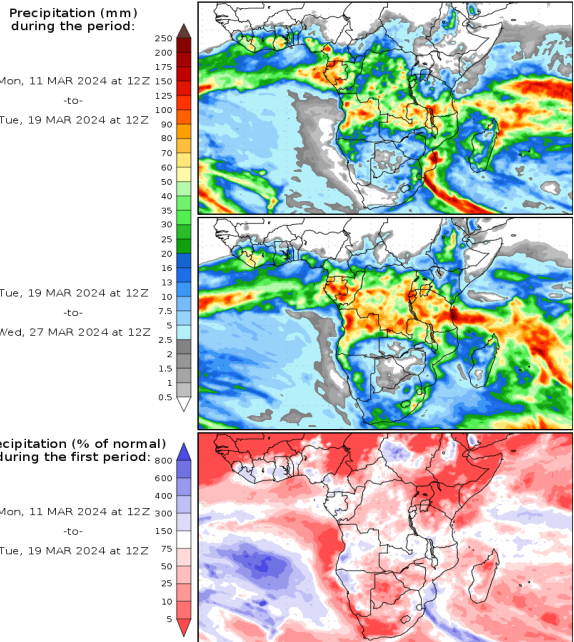 Precipitation (mm)
during the period:
250
200
175
150
125
100
90
80
70
60
50
40
35
30
25
20
16
13
10
7.5
5
2.5
2
1.5
1
0.5
Mon, 11 MAR 2024 at 12Z
-to-
Tue, 19 MAR 2024 at 12Z
Tue, 19 MAR 2024 at 12Z
-to-
Wed, 27 MAR 2024 at 12Z
ecipitation (% of normal)
during the first period:
800
600
400
300
150
75
50
25
10
5
Mon, 11 MAR 2024 at 12Z
-to-
Tue, 19 MAR 2024 at 12Z